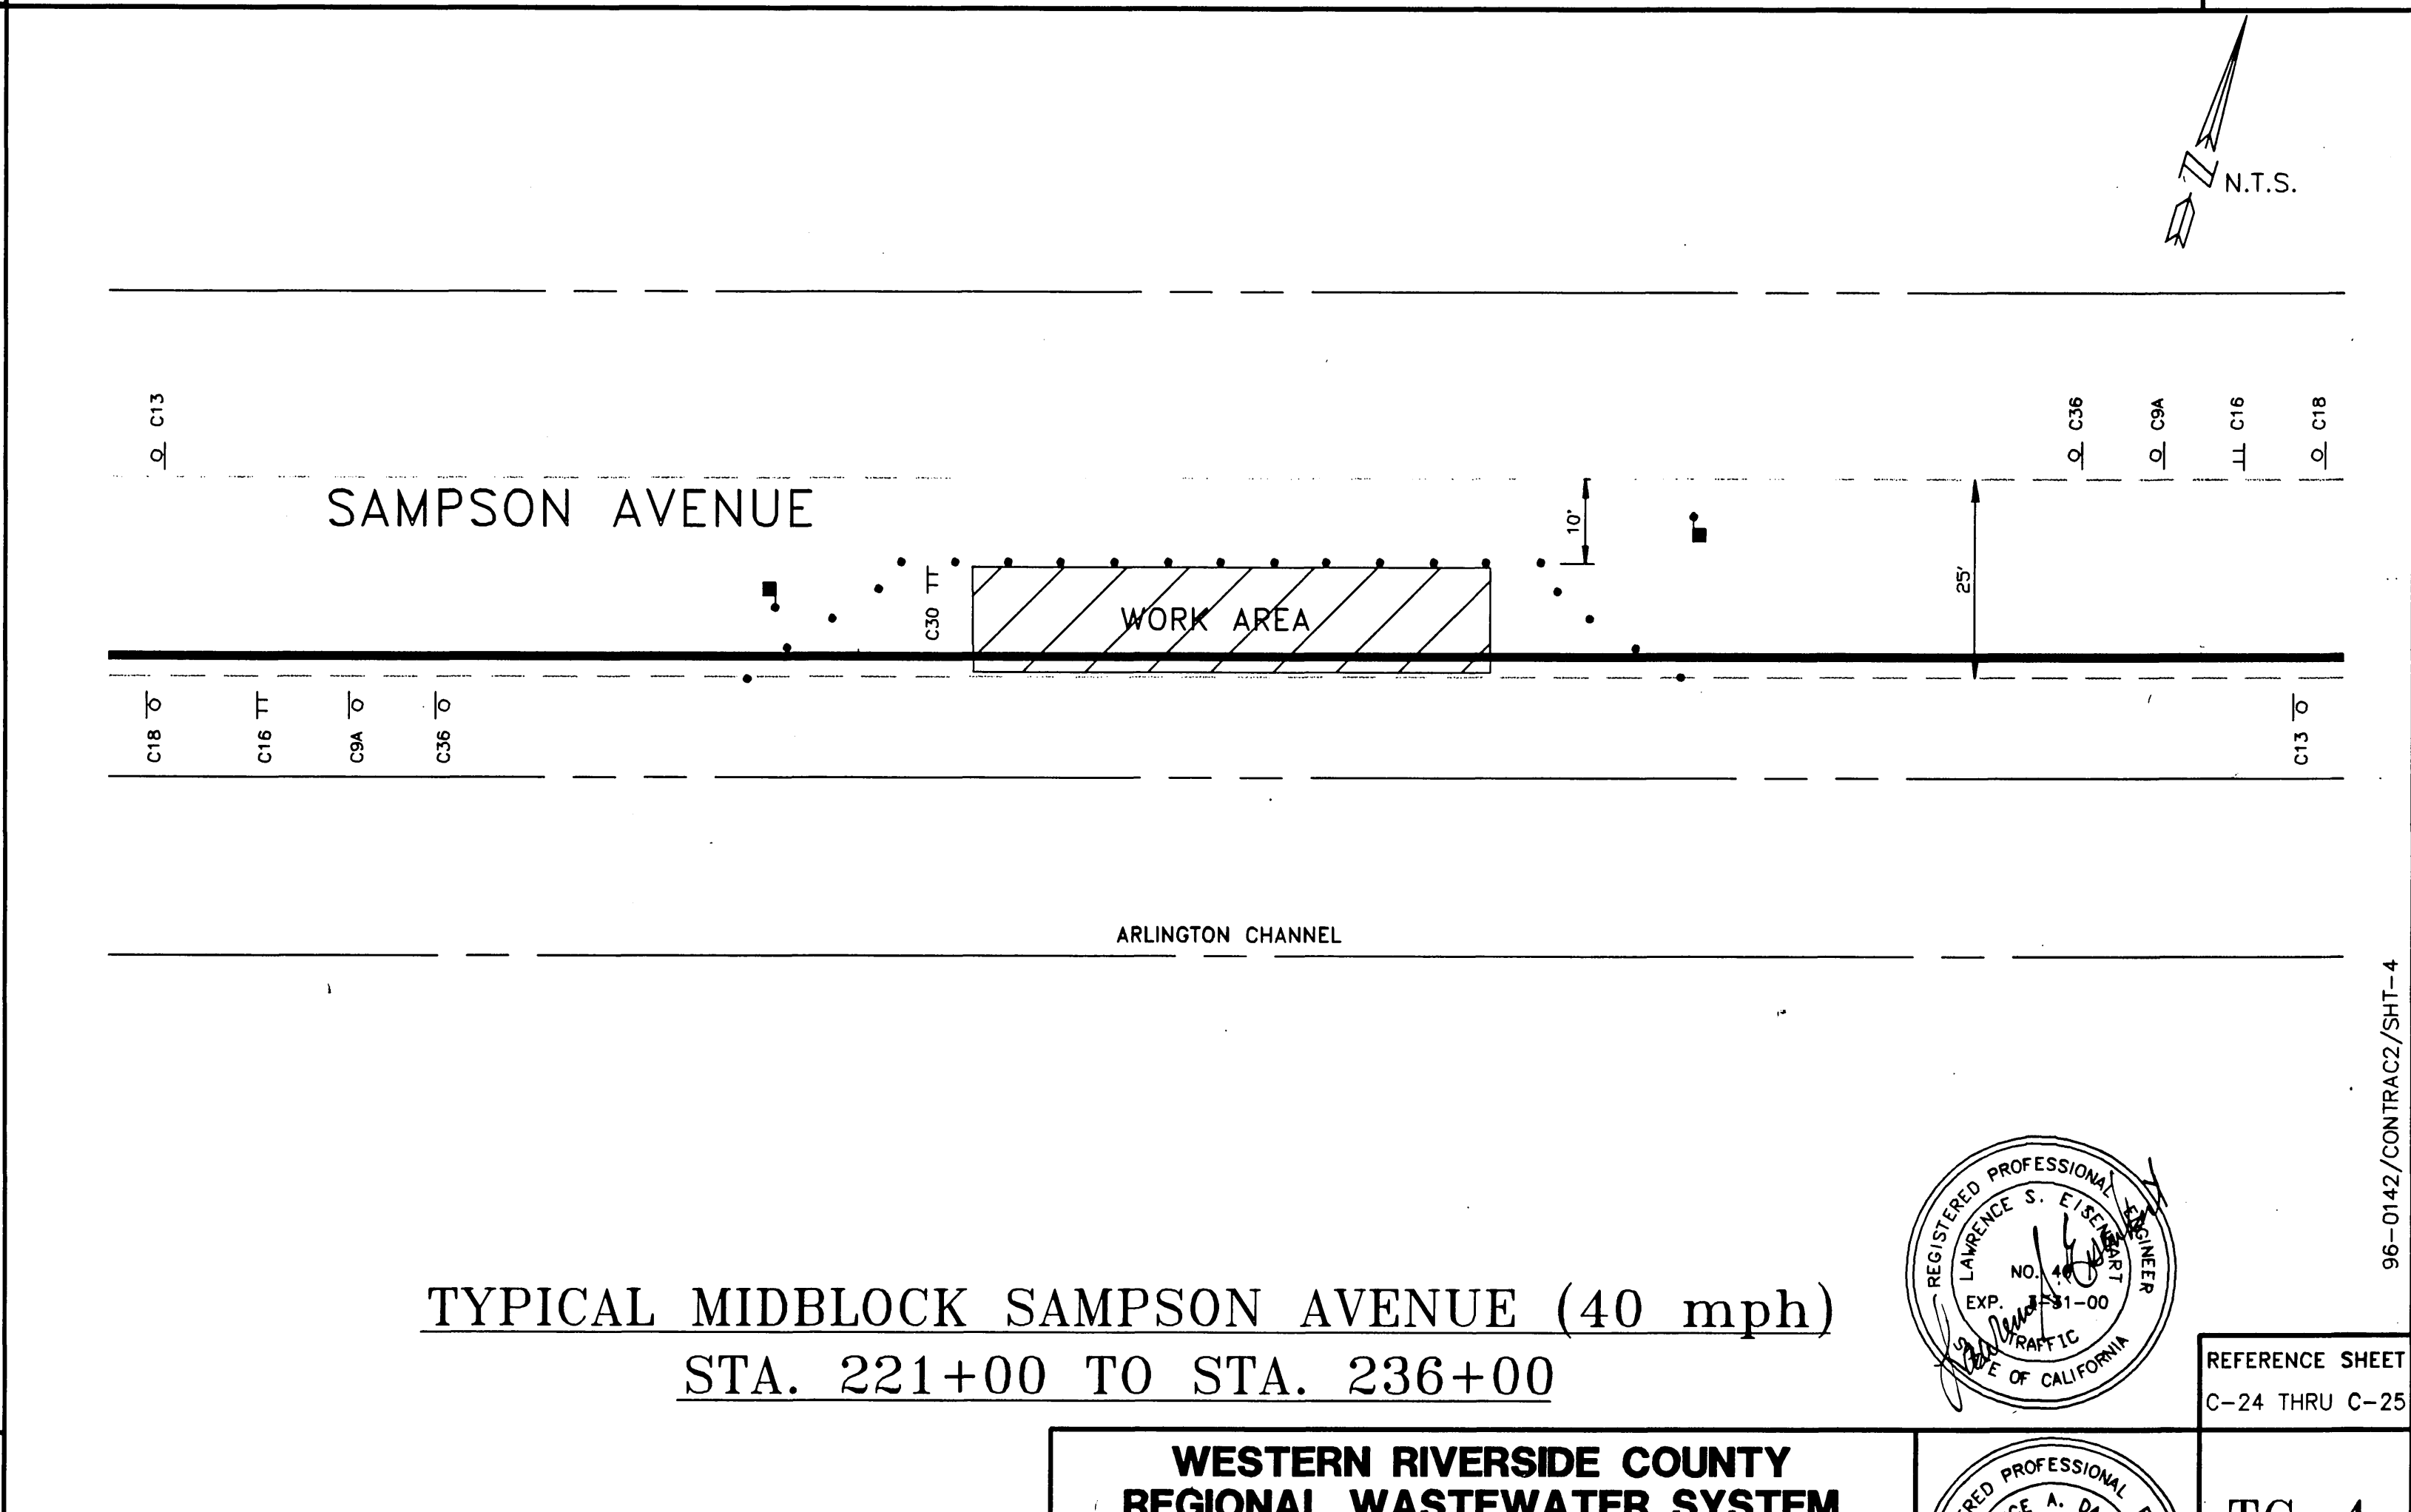 N.T.S.
C13
C36
C9A
C16
C18
SAMPSON AVENUE
10'
25'
C30
WORK AREA
C18
C16
C9A
C36
C13
ARLINGTON CHANNEL
96-0142/CONTRAC2/SHT-4
REGISTERED PROFESSIONAL ENGINEER
LAWRENCE S. EISENHART
NO.
EXP. 3-31-00
TRAFFIC
STATE OF CALIFORNIA
TYPICAL MIDBLOCK SAMPSON AVENUE (40 mph)
STA. 221+00 TO STA. 236+00
REFERENCE SHEET
C-24 THRU C-25
WESTERN RIVERSIDE COUNTY
REGIONAL WASTEWATER SYSTEM
PROFESSIONAL
A.